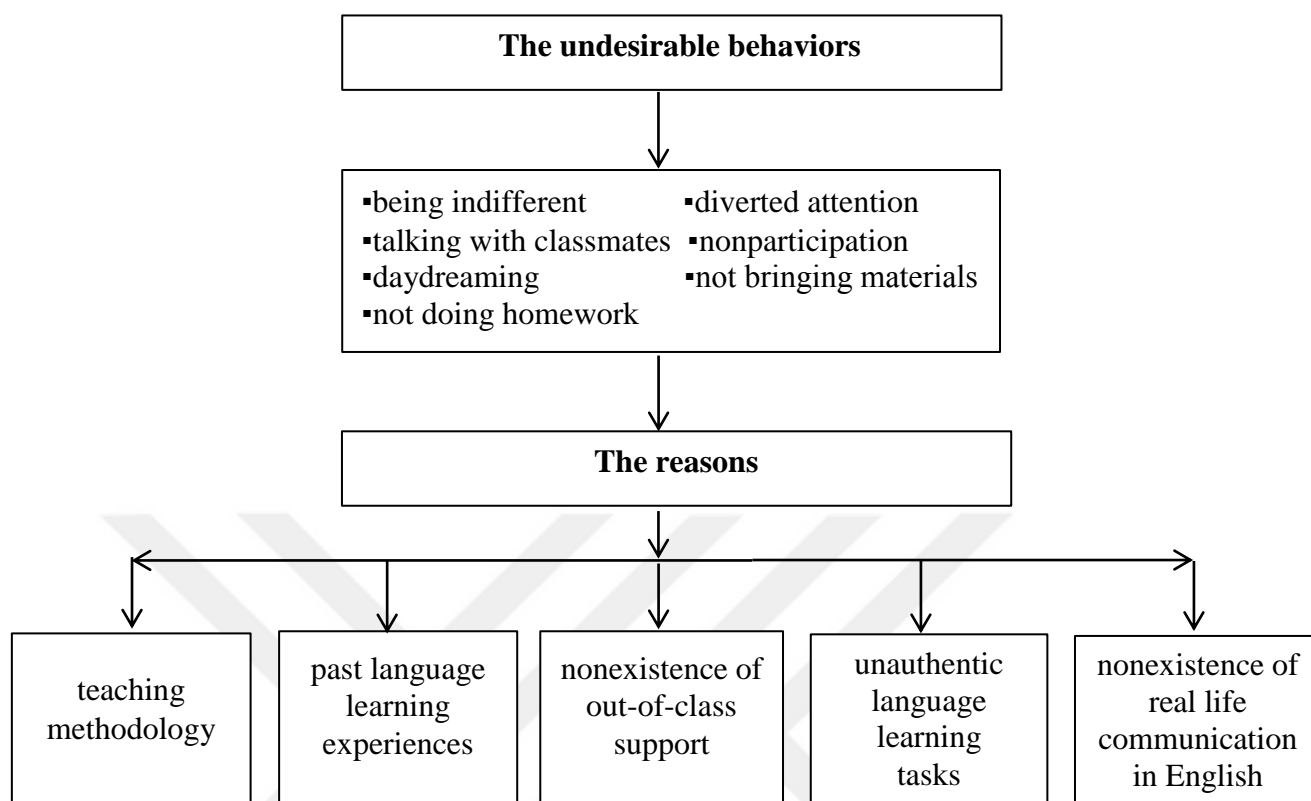 The undesirable behaviors
▪being indifferent ▪diverted attention
▪talking with classmates ▪nonparticipation
▪daydreaming ▪not bringing materials
▪not doing homework
The reasons
teaching
methodology
past language
learning
experiences
nonexistence of
out-of-class
support
unauthentic
language
learning
tasks
nonexistence of
real life
communication
in English